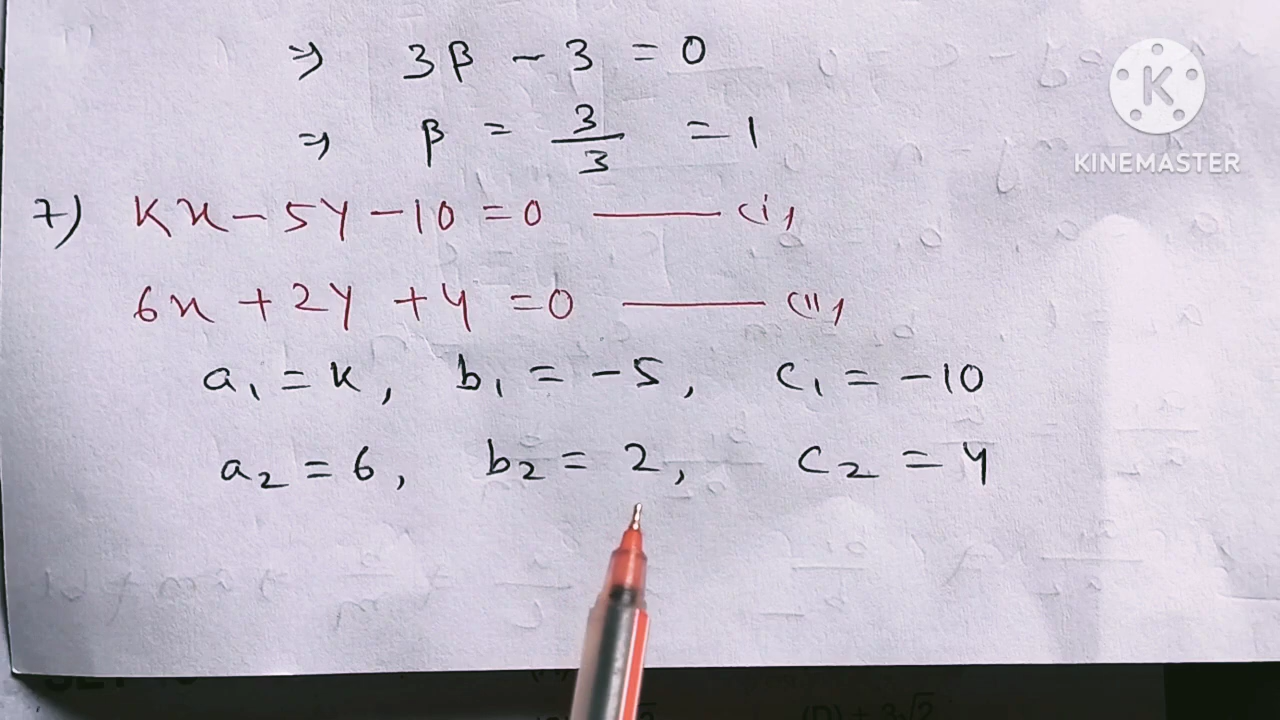 ⇒ 3β - 3 = 0
K
KINEMASTER
⇒ β = 3/3 = 1
7) Kx - 5y - 10 = 0 —— (i)
6x + 2y + 4 = 0 —— (ii)
a₁ = K, b₁ = -5, c₁ = -10
a₂ = 6, b₂ = 2, c₂ = 4